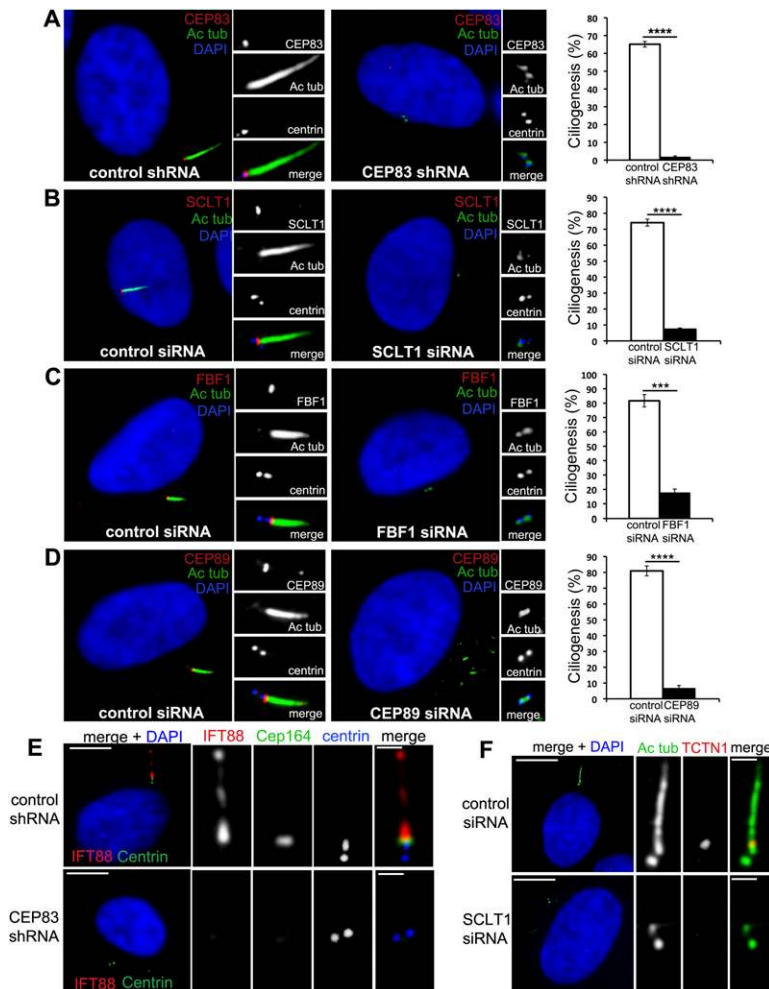 A
CEP83
Ac tub
DAPI
control shRNA
CEP83
Ac tub
centrin
merge
CEP83
Ac tub
DAPI
CEP83 shRNA
CEP83
Ac tub
centrin
merge
Ciliogenesis (%)
70
60
50
40
30
20
10
0
****
control shRNA
CEP83 shRNA
B
SCLT1
Ac tub
DAPI
control siRNA
SCLT1
Ac tub
centrin
merge
SCLT1
Ac tub
DAPI
SCLT1 siRNA
SCLT1
Ac tub
centrin
merge
Ciliogenesis (%)
90
80
70
60
50
40
30
20
10
0
****
control siRNA
SCLT1 siRNA
C
FBF1
Ac tub
DAPI
control siRNA
FBF1
Ac tub
centrin
merge
FBF1
Ac tub
DAPI
FBF1 siRNA
FBF1
Ac tub
centrin
merge
Ciliogenesis (%)
100
90
80
70
60
50
40
30
20
10
0
***
control siRNA
FBF1 siRNA
D
CEP89
Ac tub
DAPI
control siRNA
CEP89
Ac tub
centrin
merge
CEP89
Ac tub
DAPI
CEP89 siRNA
CEP89
Ac tub
centrin
merge
Ciliogenesis (%)
90
80
70
60
50
40
30
20
10
0
****
control siRNA
CEP89 siRNA
E
merge + DAPI
IFT88
Cep164
centrin
merge
control shRNA
IFT88 Centrin
CEP83 shRNA
IFT88 Centrin
F
merge + DAPI
Ac tub
TCTN1
merge
control siRNA
SCLT1 siRNA